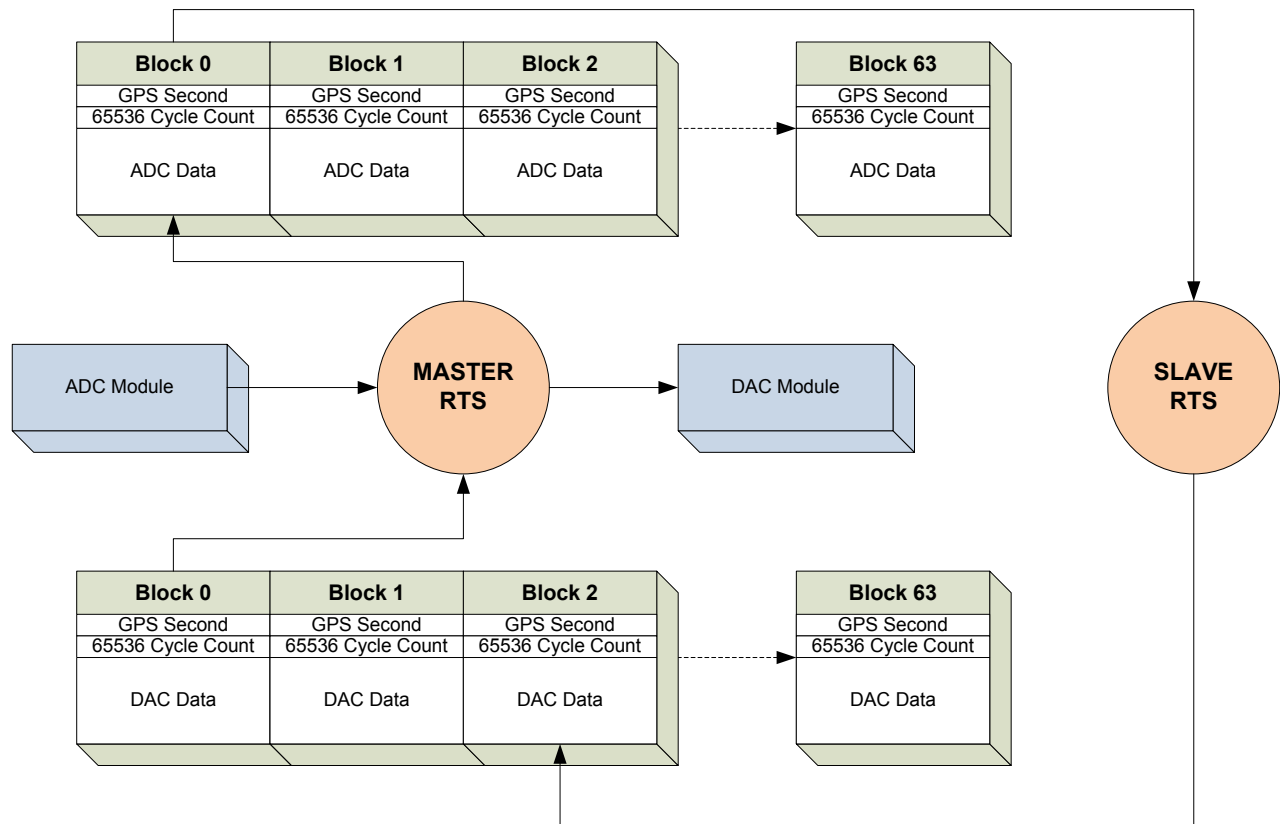 Block 0 Block 1 Block 2 Block 63
GPS Second GPS Second GPS Second GPS Second
65536 Cycle Count 65536 Cycle Count 65536 Cycle Count 65536 Cycle Count
ADC Data ADC Data ADC Data ADC Data
ADC Module
MASTER
RTS
DAC Module
SLAVE
RTS
Block 0 Block 1 Block 2 Block 63
GPS Second GPS Second GPS Second GPS Second
65536 Cycle Count 65536 Cycle Count 65536 Cycle Count 65536 Cycle Count
DAC Data DAC Data DAC Data DAC Data